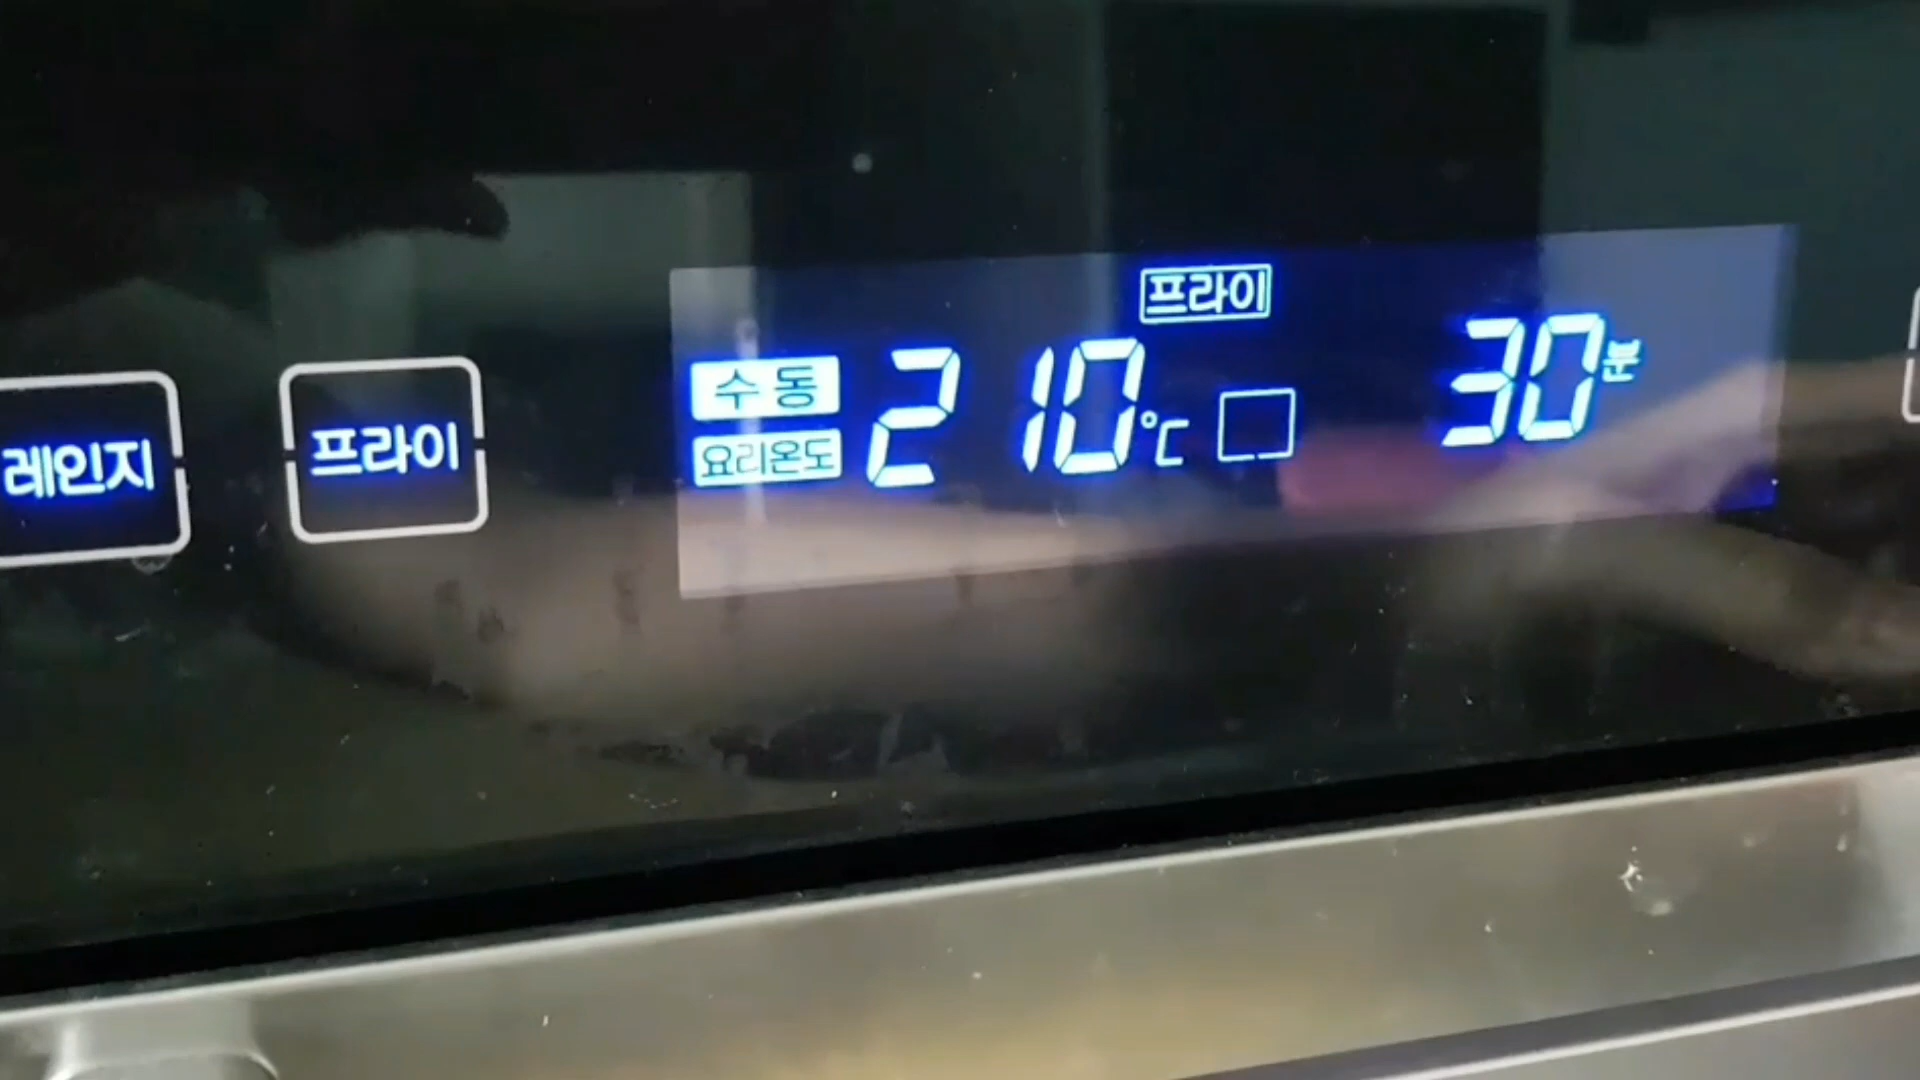 프라이
수동 210℃ 30분
요리온도
레인지 프라이